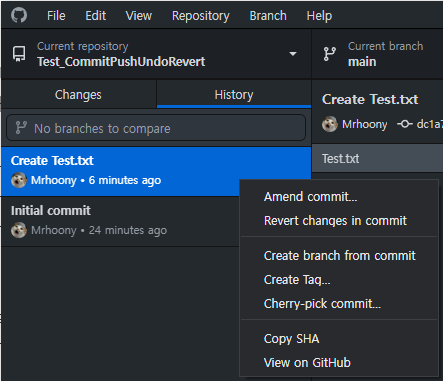 File Edit View Repository Branch Help
Current repository
Test_CommitPushUndoRevert
Current branch
main
Changes History
No branches to compare
Create Test.txt
Mrhoony • 6 minutes ago
Initial commit
Mrhoony • 24 minutes ago
Create Test.txt
Mrhoony dc1a7
Test.txt
Amend commit...
Revert changes in commit
Create branch from commit
Create Tag...
Cherry-pick commit...
Copy SHA
View on GitHub